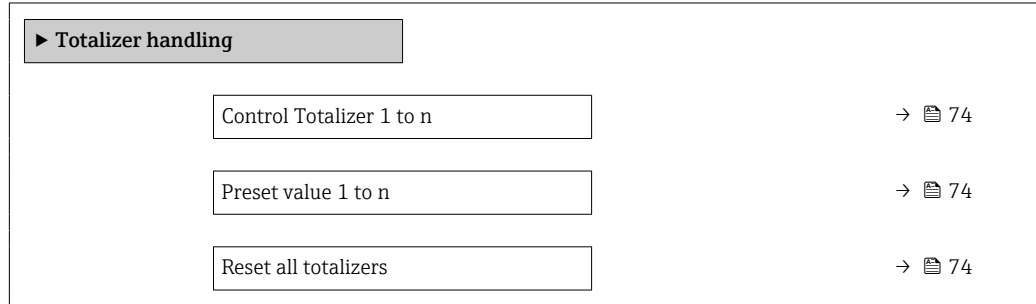 ► Totalizer handling
Control Totalizer 1 to n → 74
Preset value 1 to n → 74
Reset all totalizers → 74